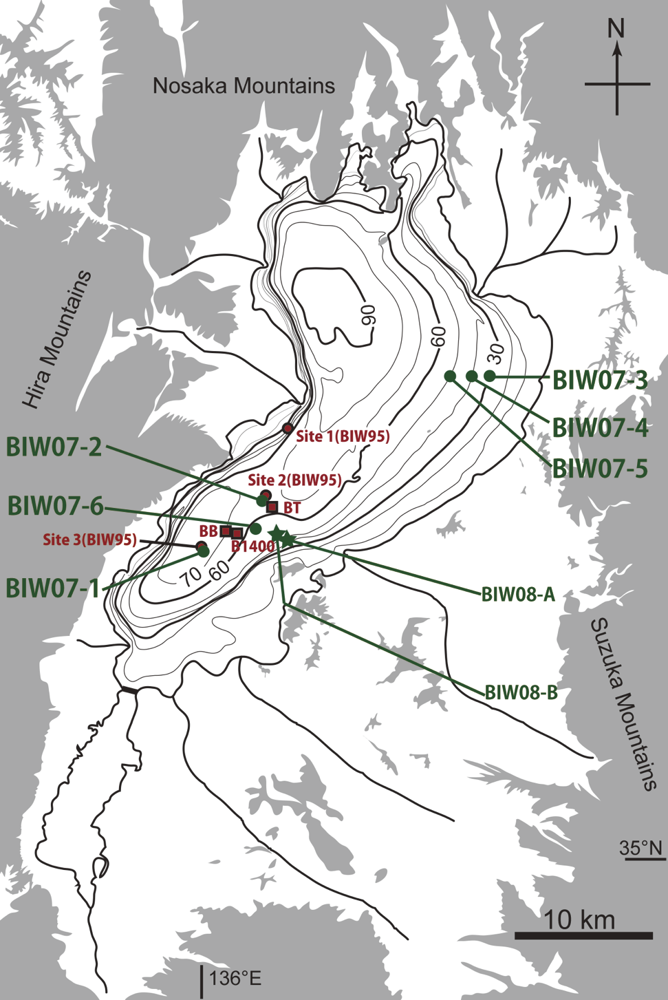 N
Nosaka Mountains
Hira Mountains
90
60
30
BIW07-3
BIW07-4
Site 1(BIW95)
BIW07-2
BIW07-5
Site 2(BIW95)
BIW07-6
BT
BB
Site 3(BIW95)
B1400
70
60
BIW07-1
BIW08-A
Suzuka Mountains
BIW08-B
35°N
10 km
136°E